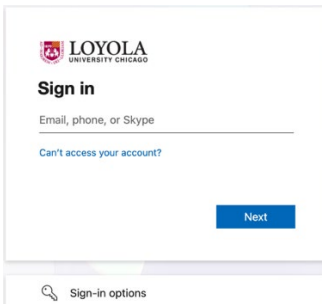 LOYOLA
UNIVERSITY CHICAGO
Sign in
Email, phone, or Skype
Can't access your account?
Next
Sign-in options